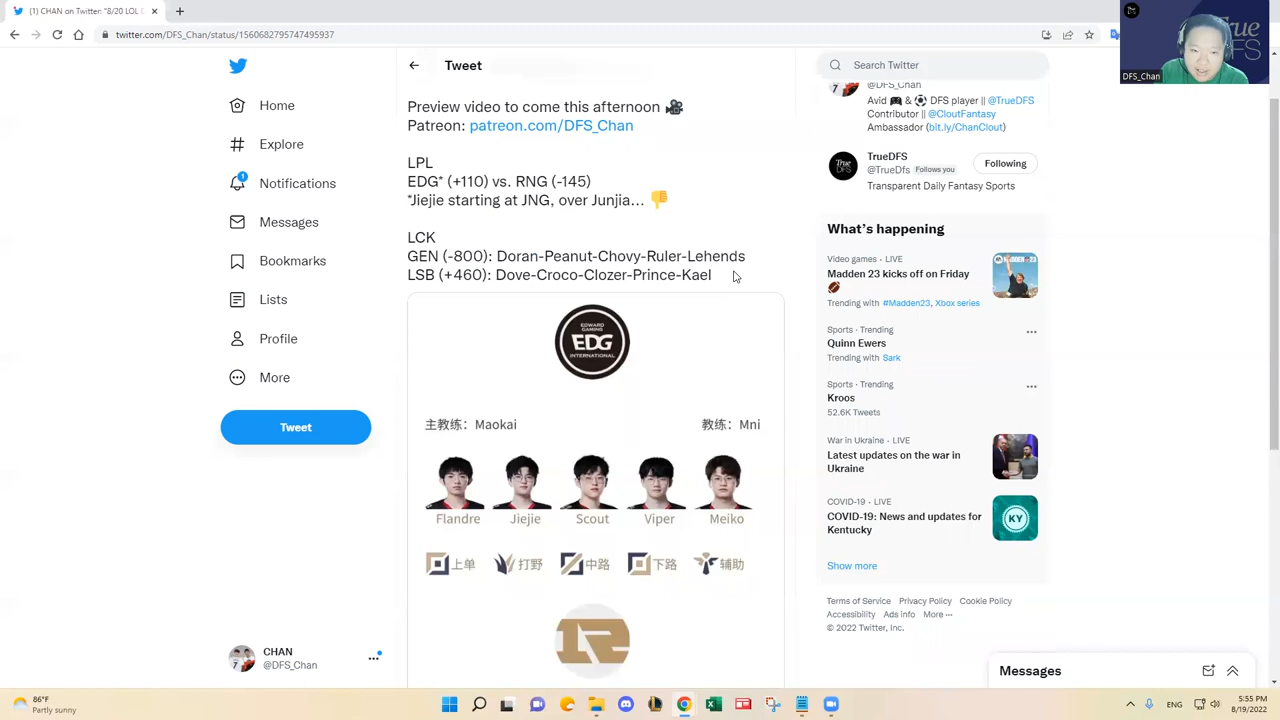 (1) CHAN on Twitter: "8/20 LOL
twitter.com/DFS_Chan/status/1560682795747495937
True
DFS
DFS_Chan
Home
Explore
Notifications
1
Messages
Bookmarks
Lists
Profile
More
Tweet
CHAN
@DFS_Chan
Tweet
Preview video to come this afternoon 🎥
Patreon: patreon.com/DFS_Chan
LPL
EDG* (+110) vs. RNG (-145)
*Jiejie starting at JNG, over Junjia… 👎
LCK
GEN (-800): Doran-Peanut-Chovy-Ruler-Lehends
LSB (+460): Dove-Croco-Clozer-Prince-Kael
EDWARD
GAMING
EDG
INTERNATIONAL
主教练：Maokai 教练：Mni
Flandre Jiejie Scout Viper Meiko
上单 打野 中路 下路 辅助
Search Twitter
@DFS_Chan
Avid 🎮 & ⚽ DFS player || @TrueDFS
Contributor || @CloutFantasy
Ambassador (bit.ly/ChanClout)
TrueDFS
@TrueDfs Follows you
Following
Transparent Daily Fantasy Sports
What's happening
Video games · LIVE
Madden 23 kicks off on Friday
🏈
Trending with #Madden23, Xbox series
Sports · Trending
Quinn Ewers
Trending with Sark
Sports · Trending
Kroos
52.6K Tweets
War in Ukraine · LIVE
Latest updates on the war in
Ukraine
COVID-19 · LIVE
COVID-19: News and updates for
Kentucky
KY
Show more
Terms of Service Privacy Policy Cookie Policy
Accessibility Ads info More ···
© 2022 Twitter, Inc.
Messages
86°F
Partly sunny
ENG
:55 PM
8/19/2022